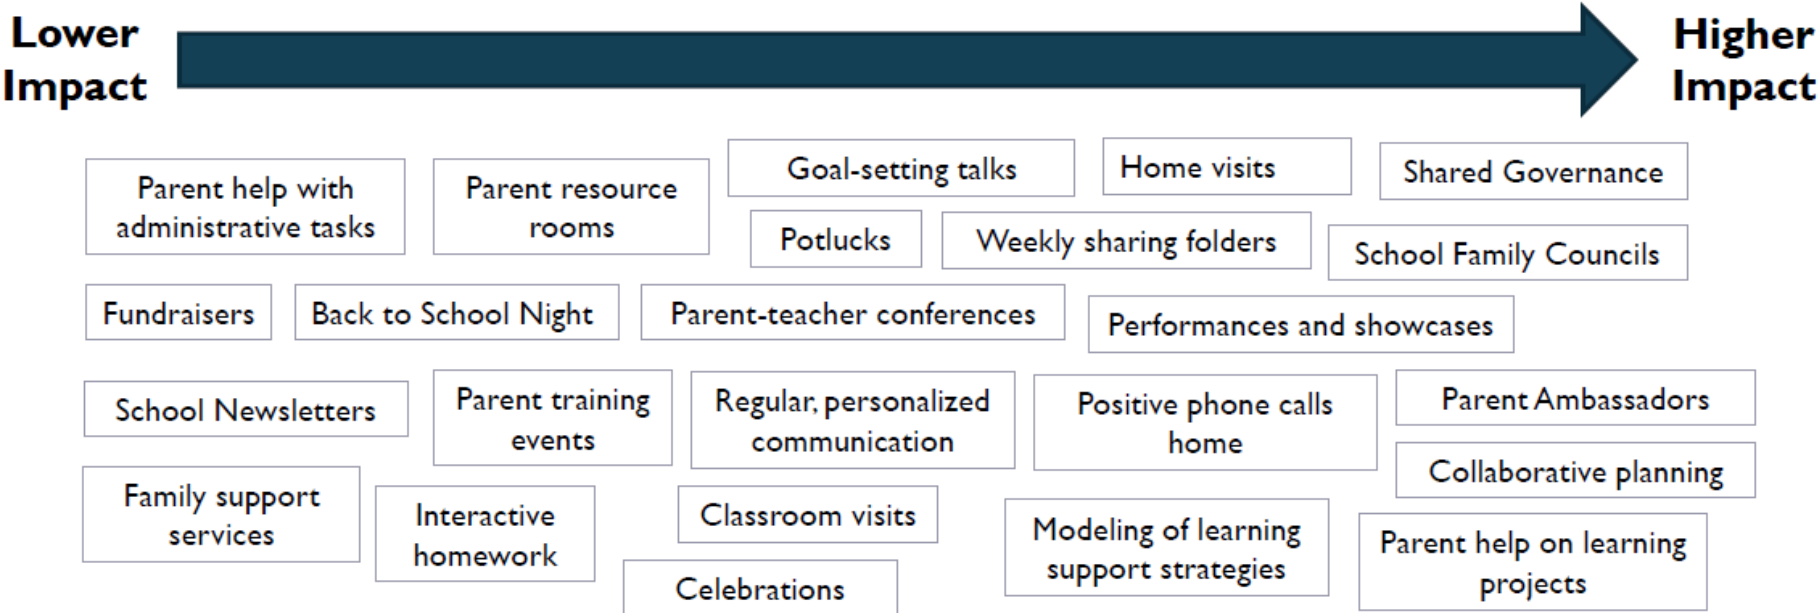 Lower
Impact
Higher
Impact
Parent help with
administrative tasks
Parent resource
rooms
Goal-setting talks
Home visits
Shared Governance
Potlucks
Weekly sharing folders
School Family Councils
Fundraisers
Back to School Night
Parent-teacher conferences
Performances and showcases
School Newsletters
Parent training
events
Regular, personalized
communication
Positive phone calls
home
Parent Ambassadors
Collaborative planning
Family support
services
Interactive
homework
Classroom visits
Modeling of learning
support strategies
Parent help on learning
projects
Celebrations